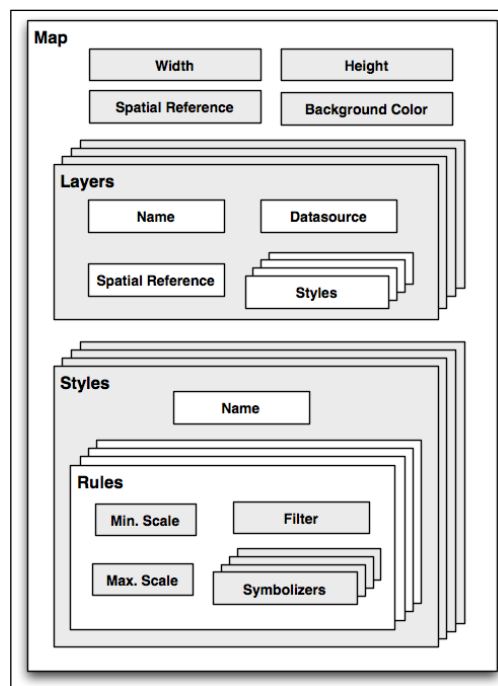 Map
Width
Height
Spatial Reference
Background Color
Layers
Name
Datasource
Spatial Reference
Styles
Styles
Name
Rules
Min. Scale
Filter
Max. Scale
Symbolizers